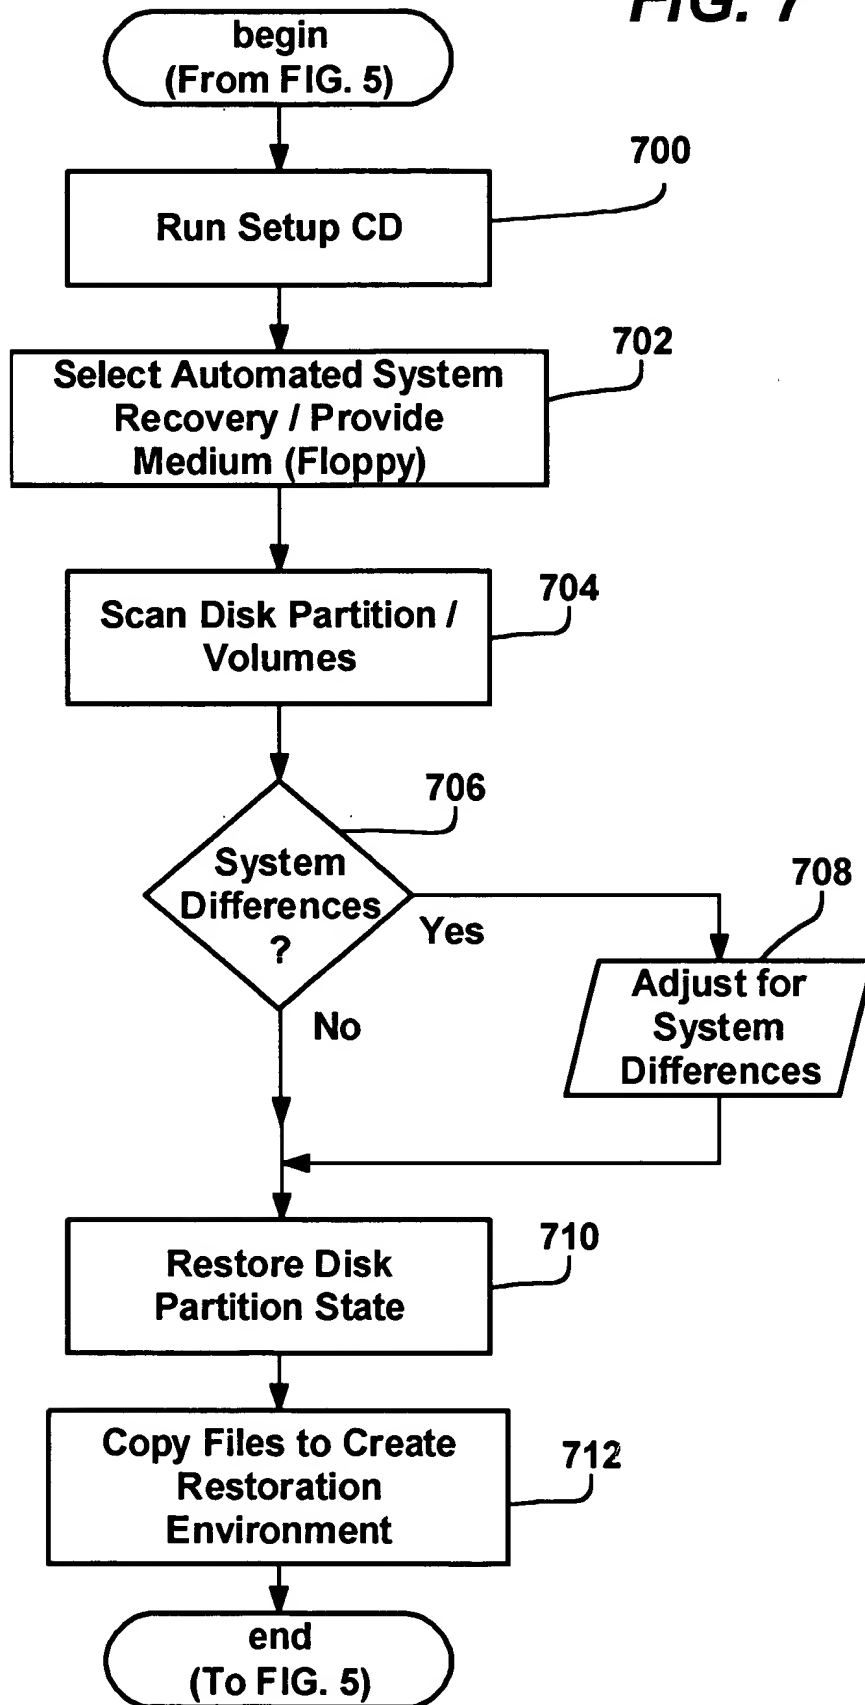 FIG. 7
begin
(From FIG. 5)
700
Run Setup CD
702
Select Automated System
Recovery / Provide
Medium (Floppy)
704
Scan Disk Partition /
Volumes
706
System
Differences
?
Yes
No
708
Adjust for
System
Differences
710
Restore Disk
Partition State
712
Copy Files to Create
Restoration
Environment
end
(To FIG. 5)